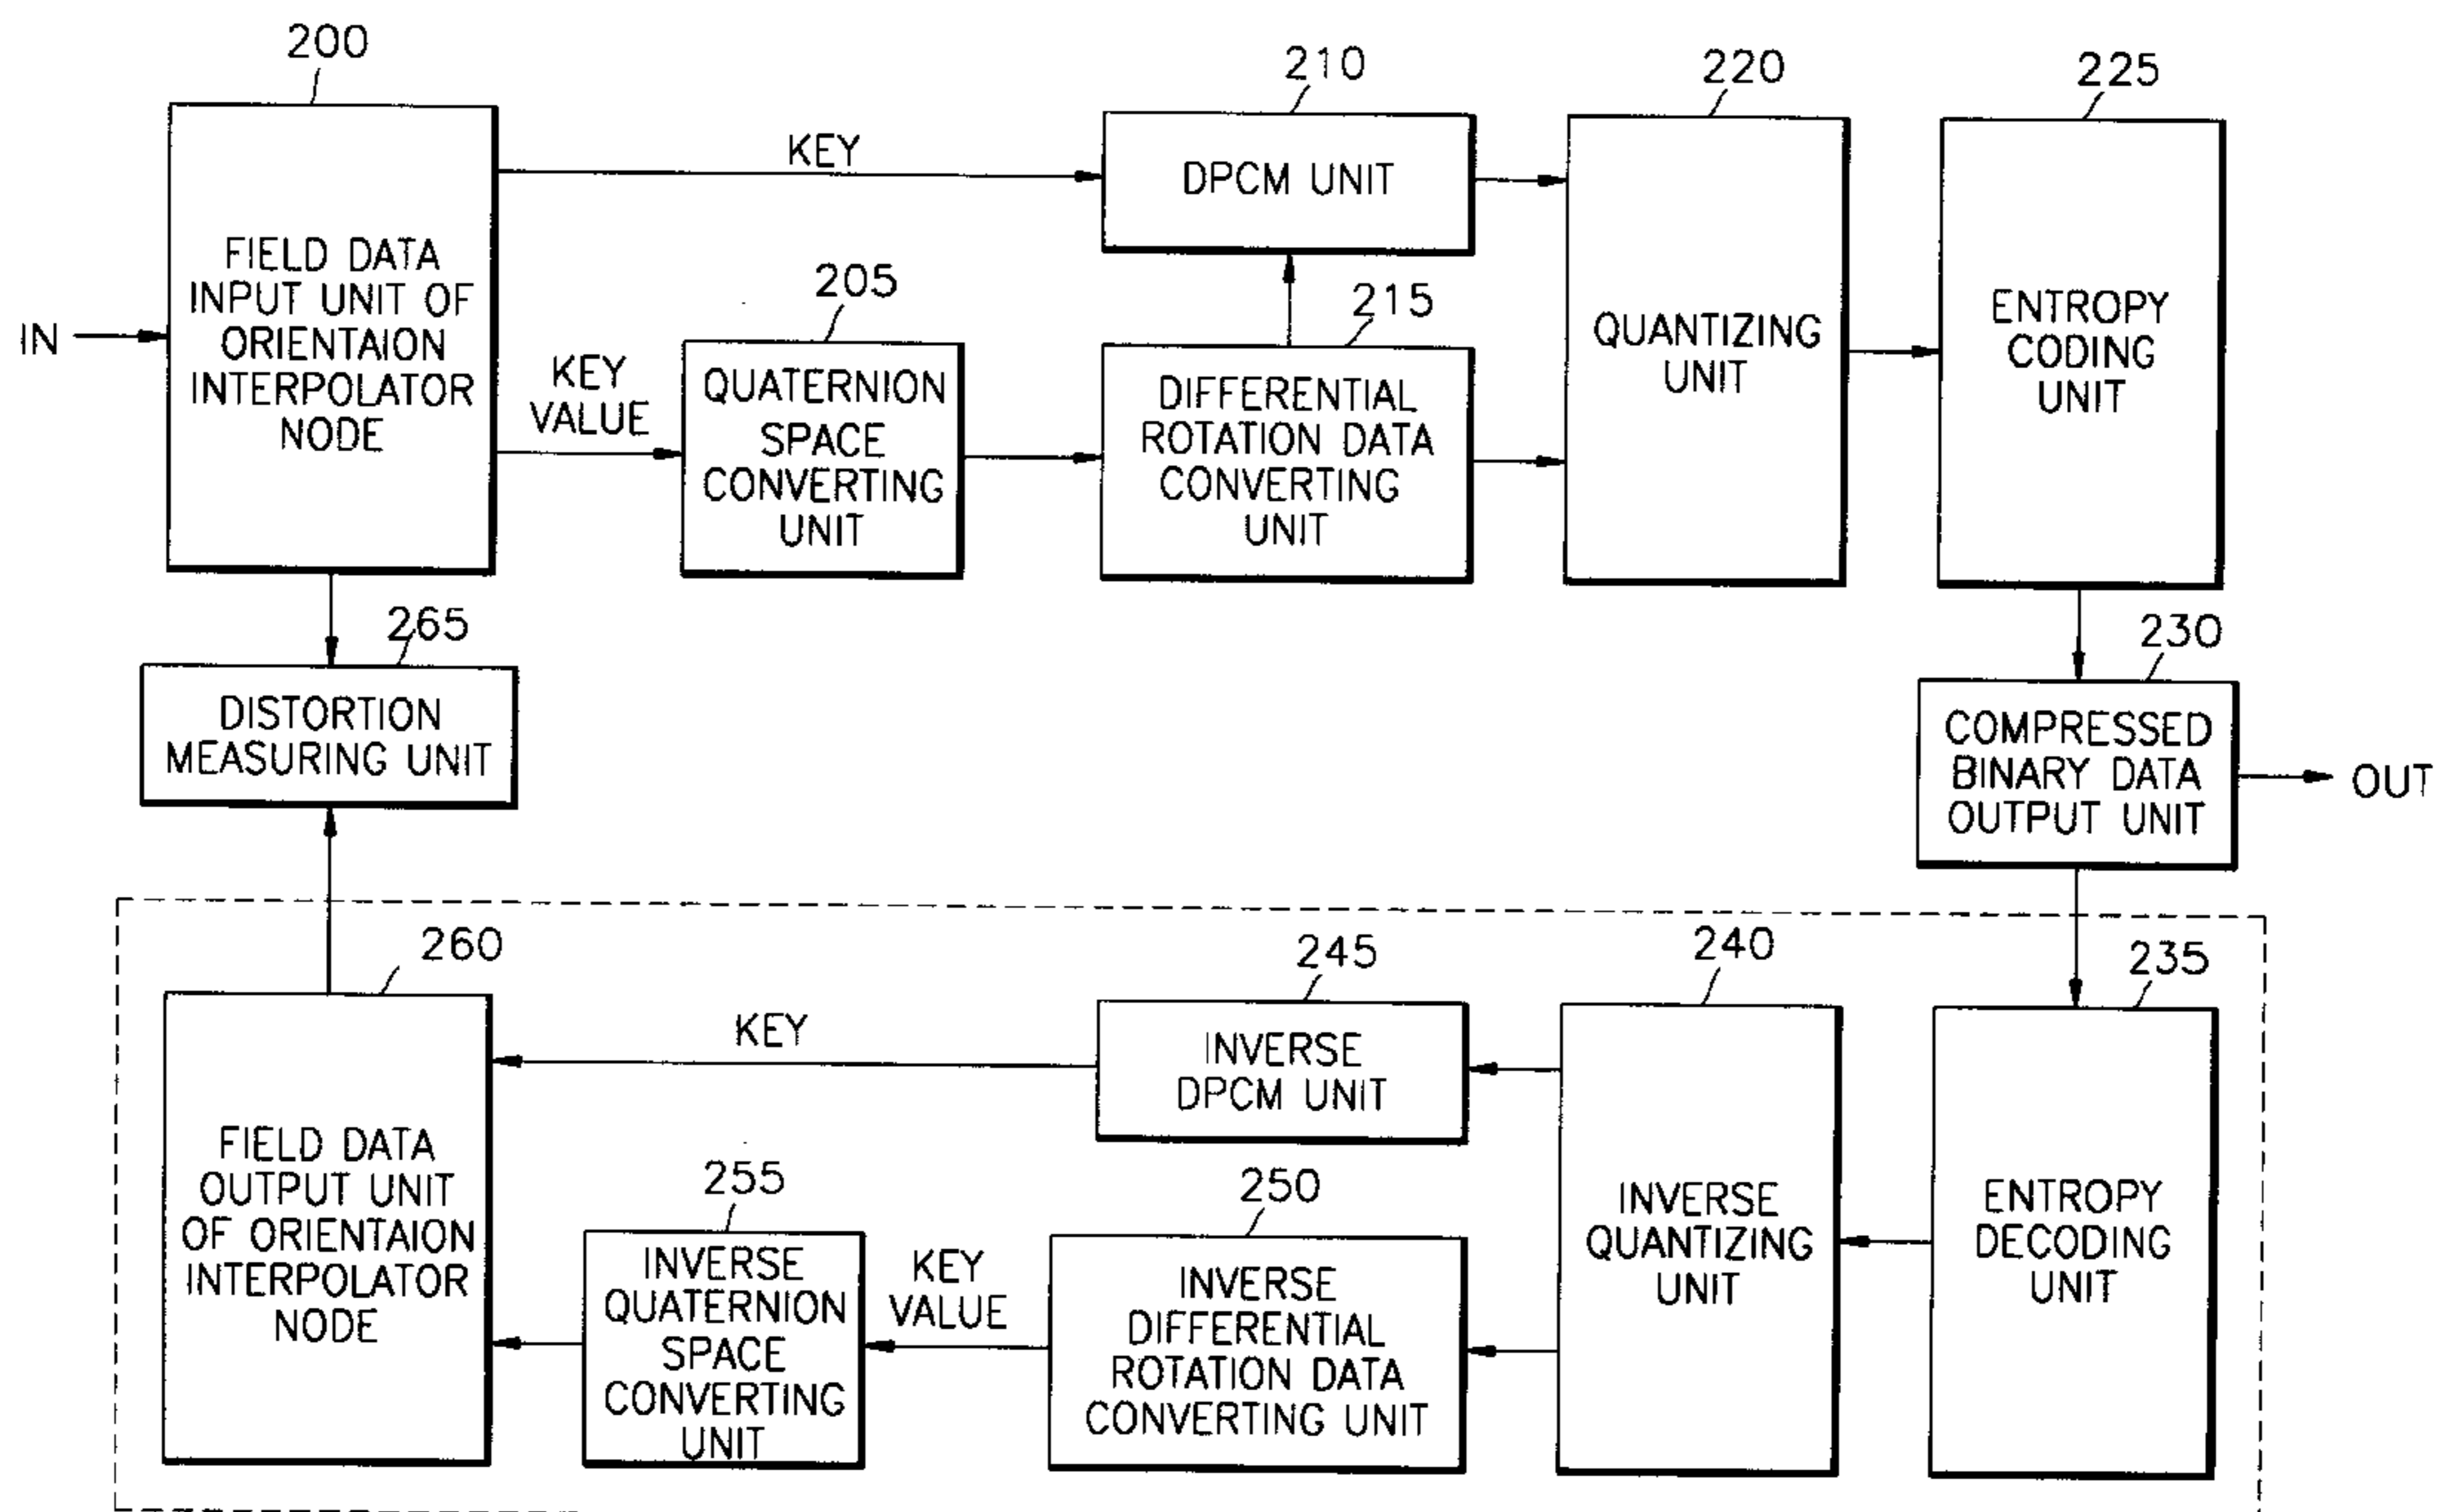 200
210
220
225
KEY
DPCM UNIT
FIELD DATA
INPUT UNIT OF
ORIENTAION
INTERPOLATOR
NODE
IN
205
215
KEY
VALUE
QUATERNION
SPACE
CONVERTING
UNIT
DIFFERENTIAL
ROTATION DATA
CONVERTING
UNIT
QUANTIZING
UNIT
ENTROPY
CODING
UNIT
265
230
DISTORTION
MEASURING UNIT
COMPRESSED
BINARY DATA
OUTPUT UNIT
OUT
260
245
240
235
KEY
INVERSE
DPCM UNIT
FIELD DATA
OUTPUT UNIT
OF ORIENTAION
INTERPOLATOR
NODE
255
250
INVERSE
QUATERNION
SPACE
CONVERTING
UNIT
KEY
VALUE
INVERSE
DIFFERENTIAL
ROTATION DATA
CONVERTING UNIT
INVERSE
QUANTIZING
UNIT
ENTROPY
DECODING
UNIT